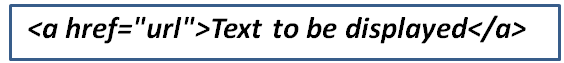 <a href="url">Text to be displayed</a>